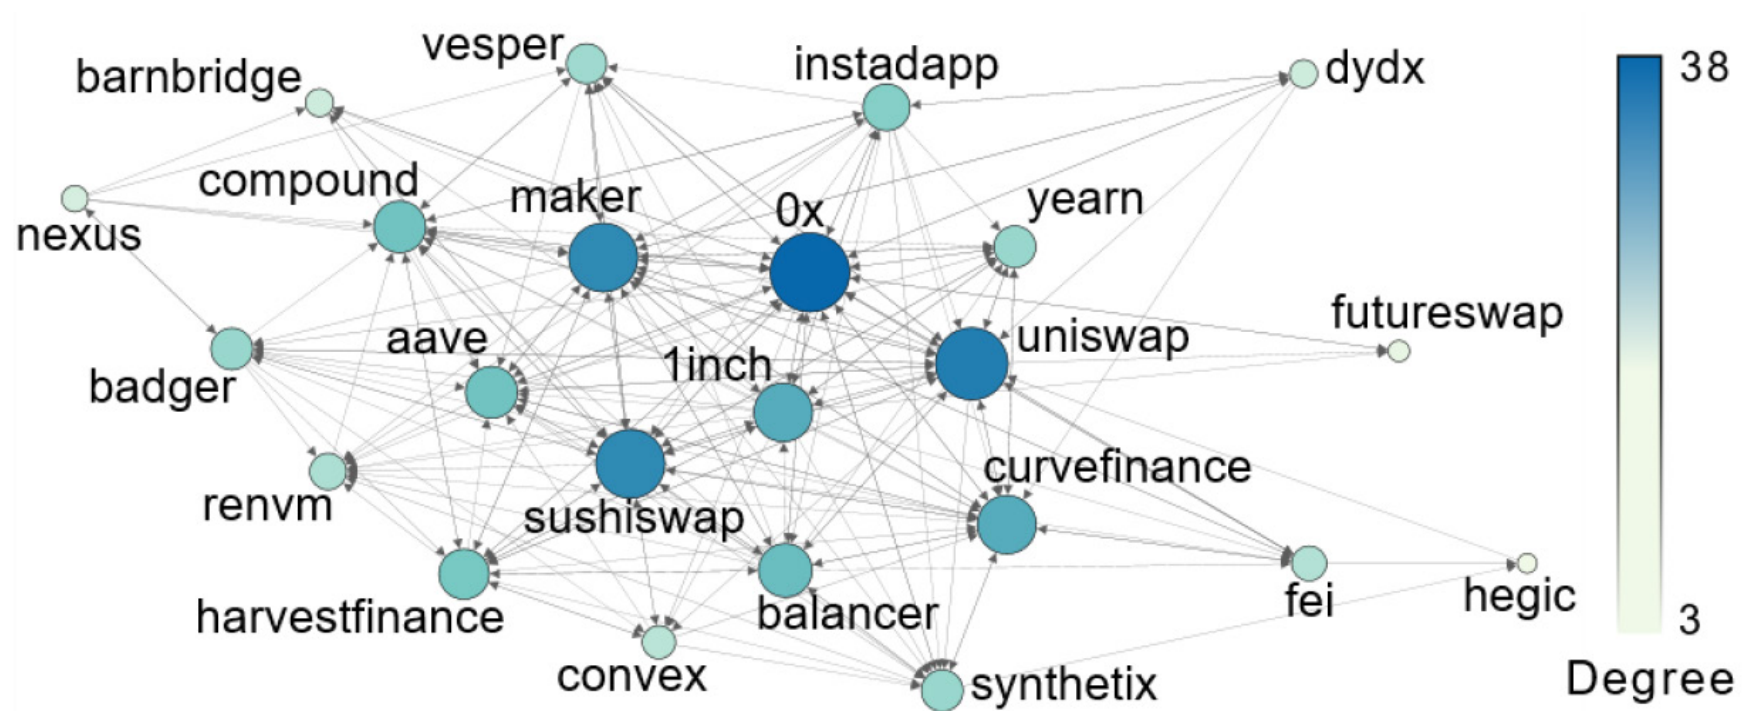 vesper
instadapp
dydx
38
barnbridge
compound
maker
0x
yearn
nexus
futureswap
aave
1inch
uniswap
badger
curvefinance
renvm
sushiswap
harvestfinance
balancer
fei
hegic
3
convex
synthetix
Degree